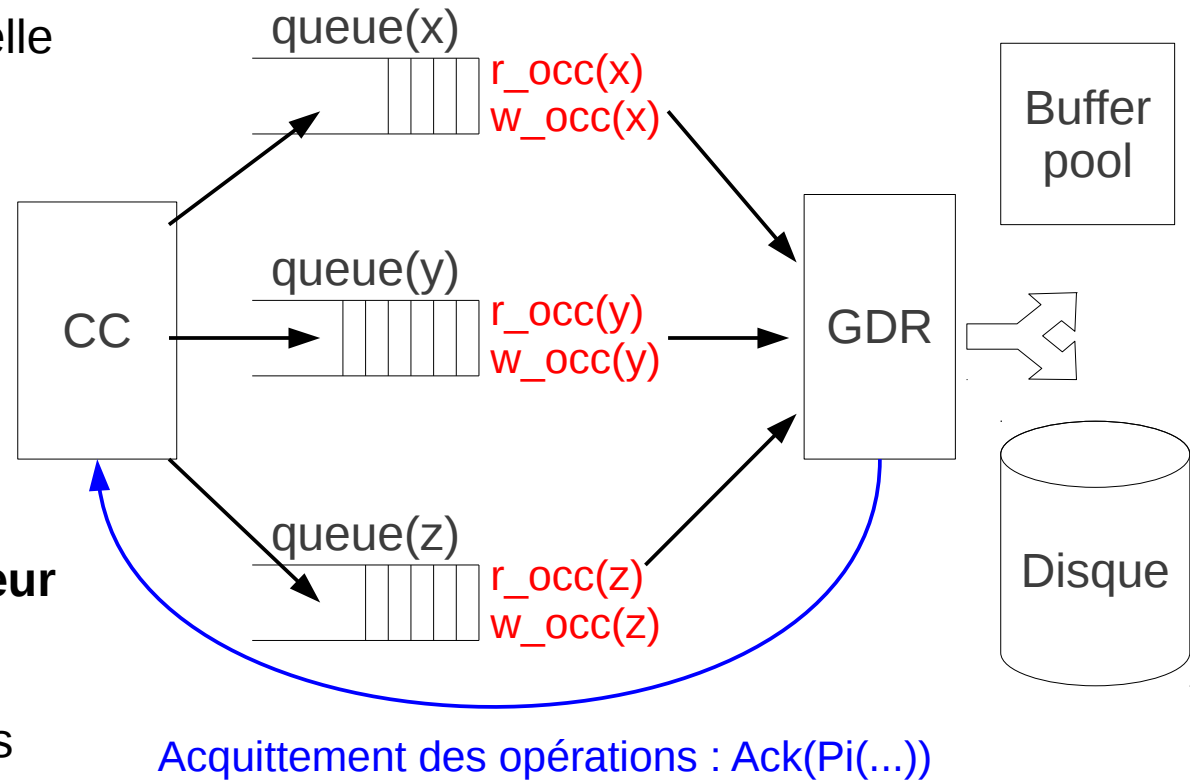 elle
queue(x)
r_occ(x)
w_occ(x)
Buffer
pool
CC
queue(y)
r_occ(y)
w_occ(y)
GDR
queue(z)
r_occ(z)
w_occ(z)
Disque
eur
s
Acquittement des opérations : Ack(Pi(...))